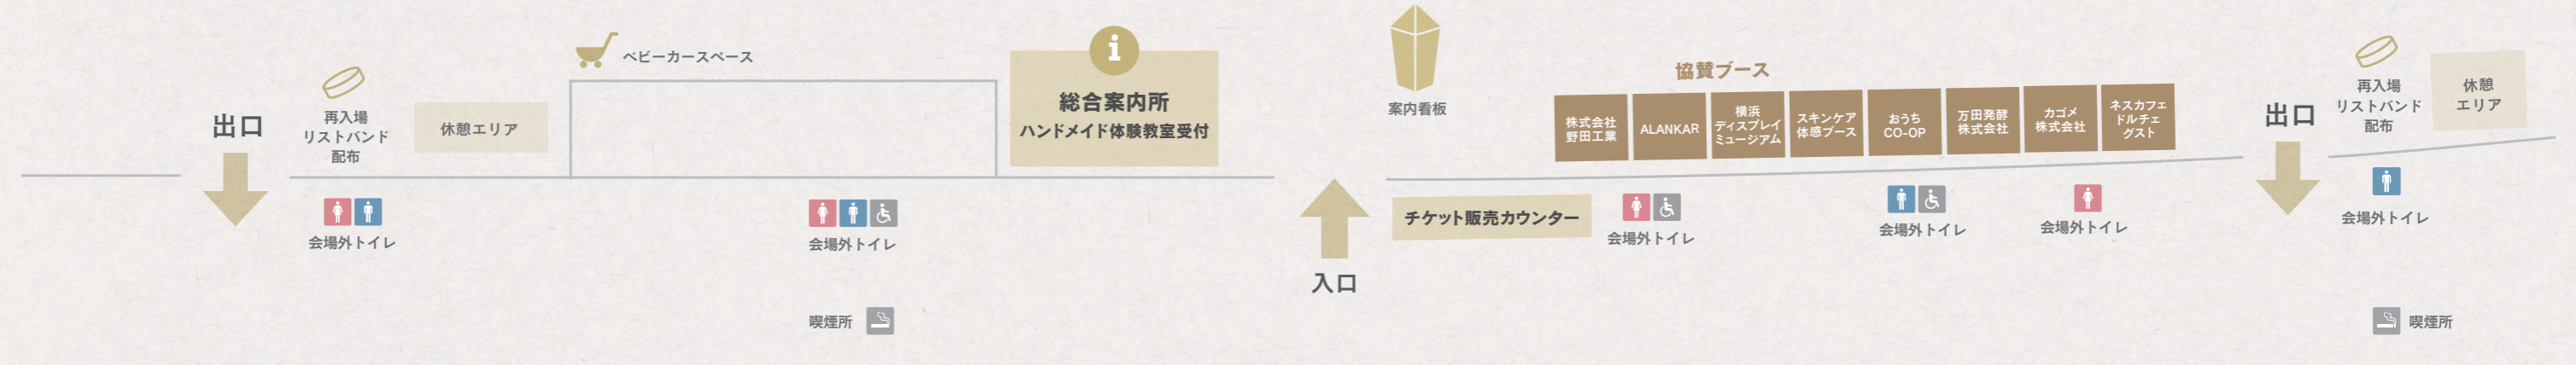 出口
再入場
リストバンド
配布
休憩エリア
会場外トイレ
ベビーカースペース
会場外トイレ
喫煙所
i
総合案内所
ハンドメイド体験教室受付
入口
案内看板
チケット販売カウンター
協賛ブース
株式会社
野田工業
ALANKAR
横浜
ディスプレイ
ミュージアム
スキンケア
体感ブース
おうち
CO-OP
万田発酵
株式会社
カゴメ
株式会社
ネスカフェ
ドルチェ
グスト
会場外トイレ
会場外トイレ
会場外トイレ
出口
再入場
リストバンド
配布
休憩
エリア
会場外トイレ
喫煙所